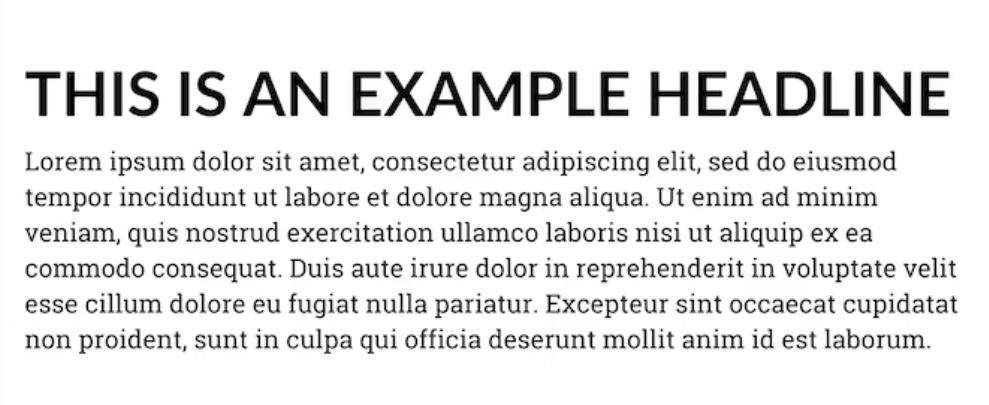 THIS IS AN EXAMPLE HEADLINE
Lorem ipsum dolor sit amet, consectetur adipiscing elit, sed do eiusmod
tempor incididunt ut labore et dolore magna aliqua. Ut enim ad minim
veniam, quis nostrud exercitation ullamco laboris nisi ut aliquip ex ea
commodo consequat. Duis aute irure dolor in reprehenderit in voluptate velit
esse cillum dolore eu fugiat nulla pariatur. Excepteur sint occaecat cupidatat
non proident, sunt in culpa qui officia deserunt mollit anim id est laborum.